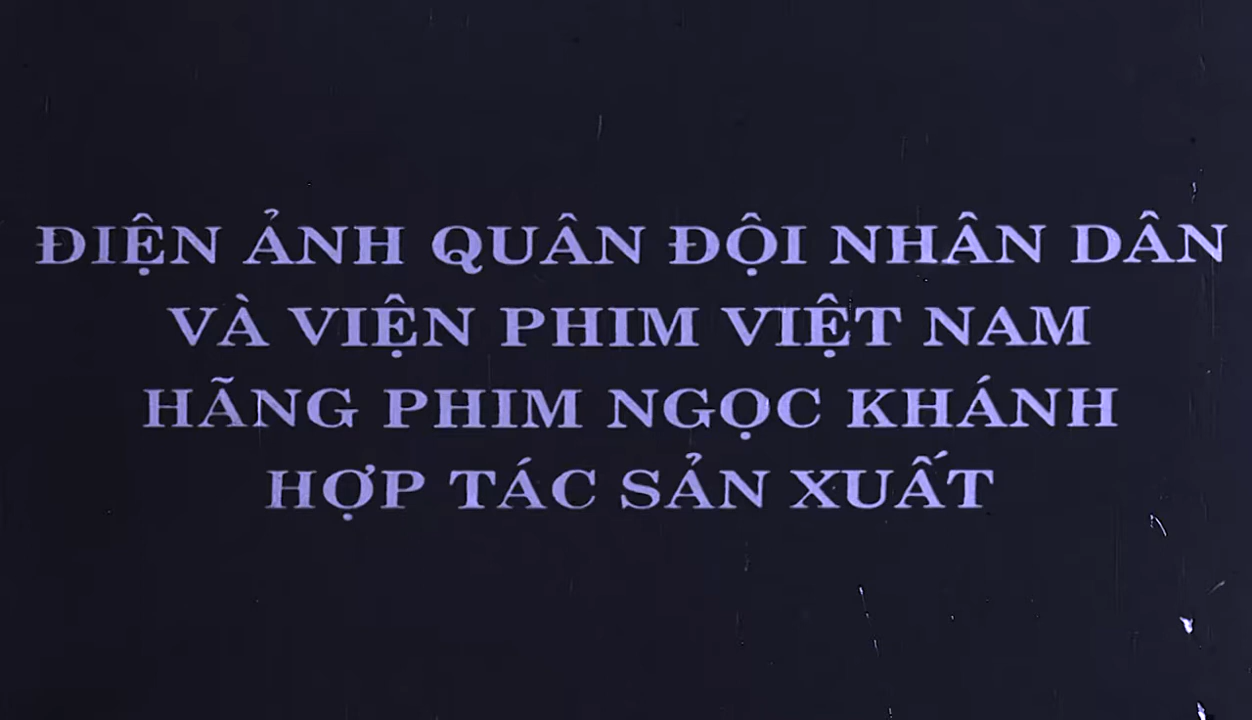 ĐIỆN ẢNH QUÂN ĐỘI NHÂN DÂN
VÀ VIỆN PHIM VIỆT NAM
HÃNG PHIM NGỌC KHÁNH
HỢP TÁC SẢN XUẤT